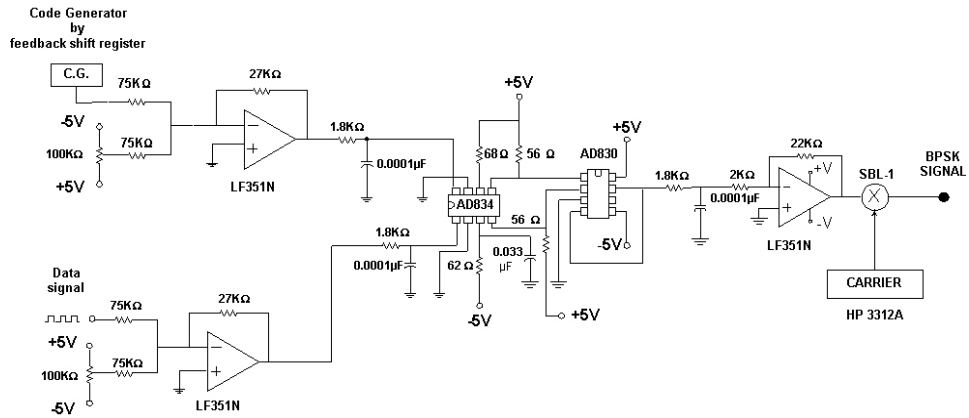 Code Generator
by
feedback shift register
C.G.
75KΩ
27KΩ
-5V
75KΩ
100KΩ
+5V
LF351N
1.8KΩ
0.0001μF
+5V
68Ω
56 Ω
AD830
+5V
AD834
56 Ω
-5V
1.8KΩ
0.0001μF
62Ω
0.033
μF
-5V
+5V
1.8KΩ
2KΩ
0.0001μF
22KΩ
+V
-V
LF351N
SBL-1
BPSK
SIGNAL
CARRIER
HP 3312A
Data
signal
75KΩ
27KΩ
+5V
75KΩ
100KΩ
-5V
LF351N